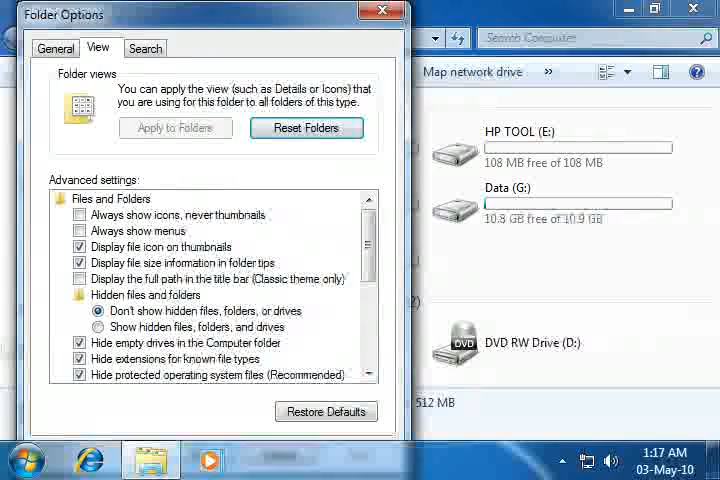 Folder Options
General
View
Search
Folder views
You can apply the view (such as Details or Icons) that
you are using for this folder to all folders of this type.
Apply to Folders
Reset Folders
Advanced settings:
Files and Folders
Always show icons, never thumbnails
Always show menus
Display file icon on thumbnails
Display file size information in folder tips
Display the full path in the title bar (Classic theme only)
Hidden files and folders
Don't show hidden files, folders, or drives
Show hidden files, folders, and drives
Hide empty drives in the Computer folder
Hide extensions for known file types
Hide protected operating system files (Recommended)
Restore Defaults
Search Computer
Map network drive »
HP TOOL (E:)
108 MB free of 108 MB
Data (G:)
10.8 GB free of 10.9 GB
2)
DVD
DVD RW Drive (D:)
512 MB
1:17 AM
03-May-10